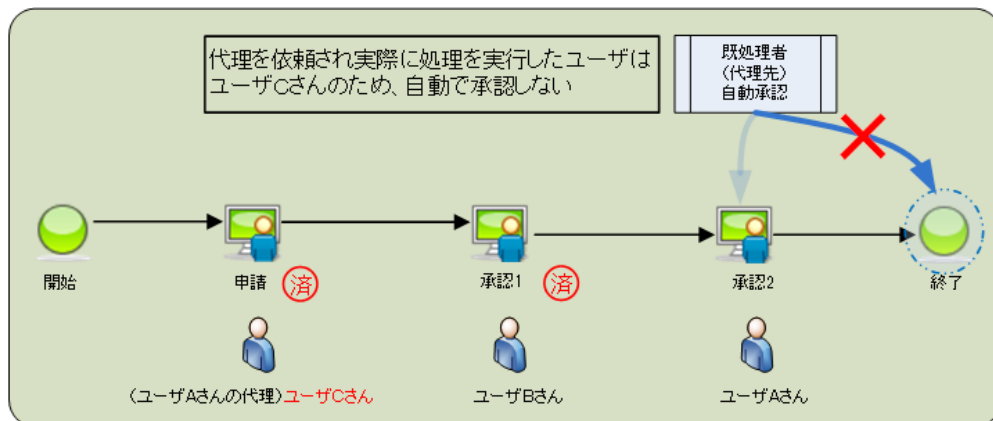 代理を依頼され実際に処理を実行したユーザは
ユーザCさんのため、自動で承認しない
既処理者
(代理先)
自動承認
開始
申請
済
承認1
済
承認2
終了
(ユーザAさんの代理)ユーザCさん
ユーザBさん
ユーザAさん